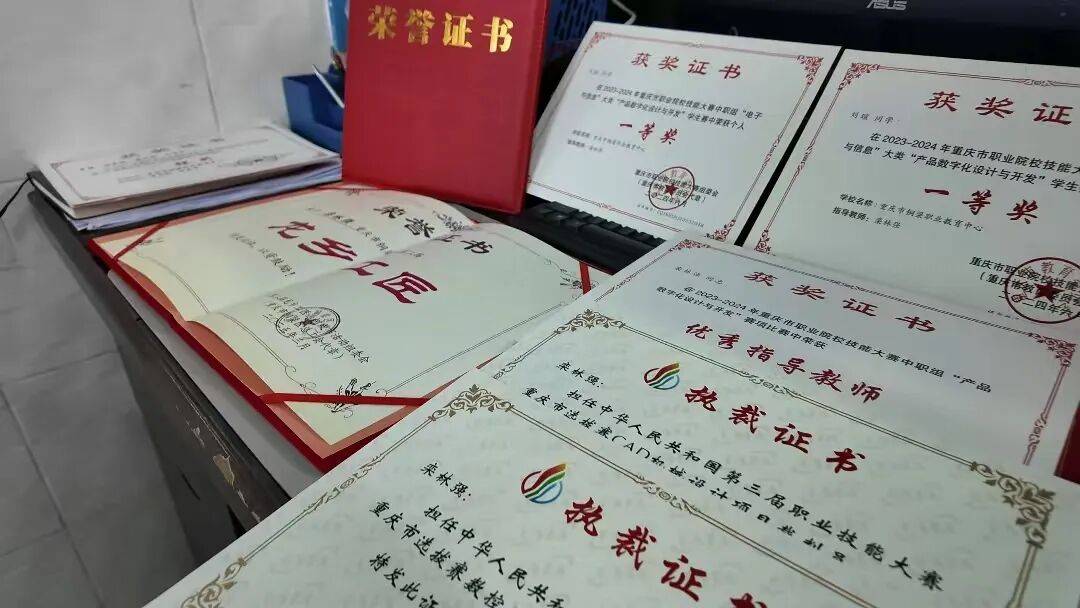 荣誉证书
ASUS
获奖证书
在2023-2024年重庆市职业院校技能大赛中职组“电子
与信息”大类“产品数字化设计与开发”学生赛中荣获个人
一等奖
获奖证
刘瑞 同学:
在2023-2024年重庆市职业院校技能大
与信息”大类“产品数字化设计与开发”学生
一等奖
学校名称:重庆市铜梁职业教育中心
指导教师:栾林强
重庆市职业院校技能
荣誉证书
龙乡工匠
获奖证书
在2023-2024年重庆市职业院校技能大赛中职组“产品
数字化设计与开发”赛项比赛中荣获
优秀指导教师
执裁证书
栾林强:
担任中华人民共和国第三届职业技能大赛
重庆市选拔赛CAD机械设计项目裁判员
执裁证书
栾林强:
担任中华人民共和
重庆市选拔赛数控
特发此证